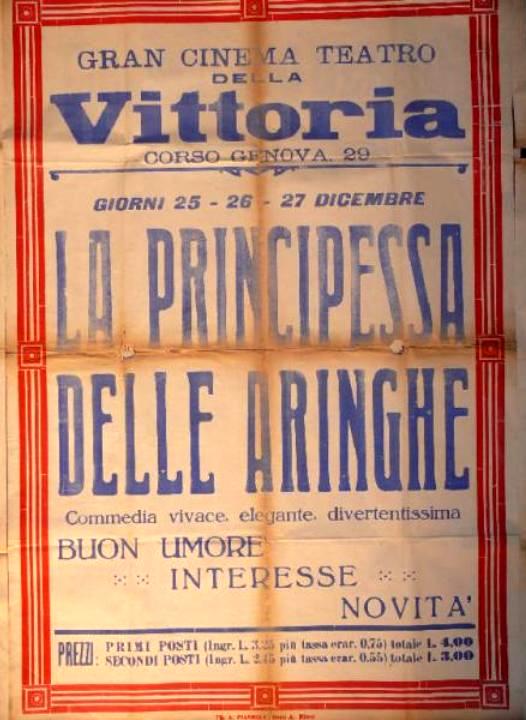 GRAN CINEMA TEATRO
DELLA
Vittoria
CORSO GENOVA, 29
GIORNI 25 - 26 - 27 DICEMBRE
LA PRINCIPESSA
DELLE ARINGHE
Commedia vivace, elegante, divertentissima
BUON UMORE
INTERESSE
NOVITA'
PREZZI: PRIMI POSTI (Ingr. L. 3.25 più tassa erar. 0,75) totale L. 4,00
SECONDI POSTI (Ingr. L. 2.45 più tassa erar. 0.55) totale L. 3,00